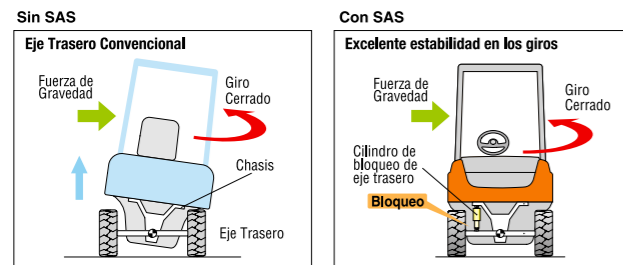 Sin SAS
Eje Trasero Convencional
Fuerza de
Gravedad
Giro
Cerrado
Chasis
Eje Trasero
Con SAS
Excelente estabilidad en los giros
Fuerza de
Gravedad
Giro
Cerrado
Cilindro de
bloqueo de
eje trasero
Bloqueo